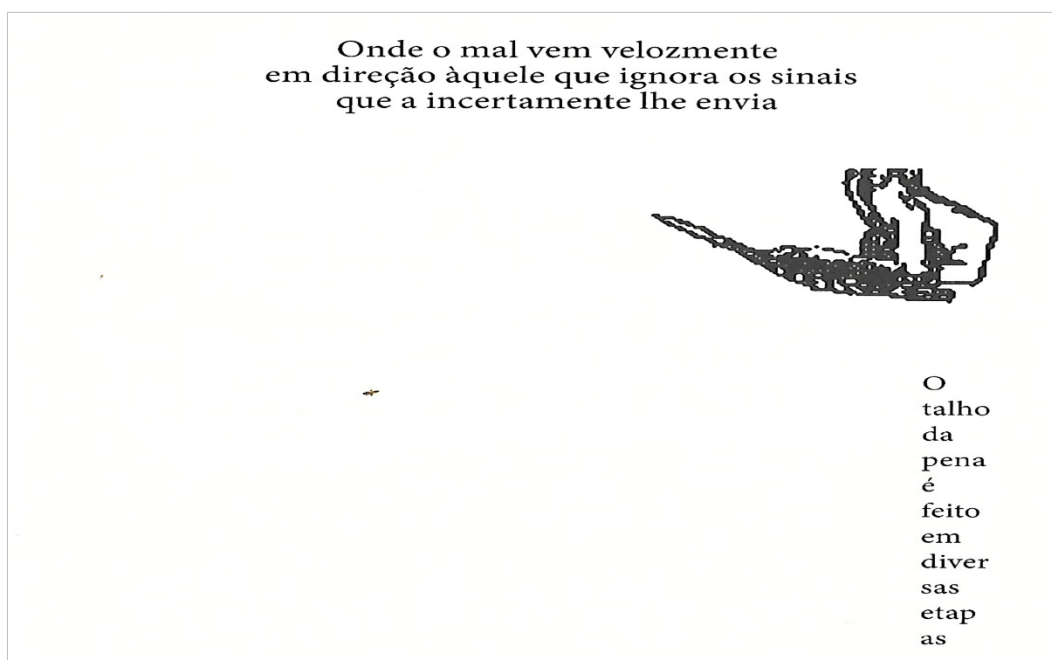 Onde o mal vem velozmente
em direção àquele que ignora os sinais
que a incertamente lhe envia
O
talho
da
pena
é
feito
em
diver
sas
etap
as